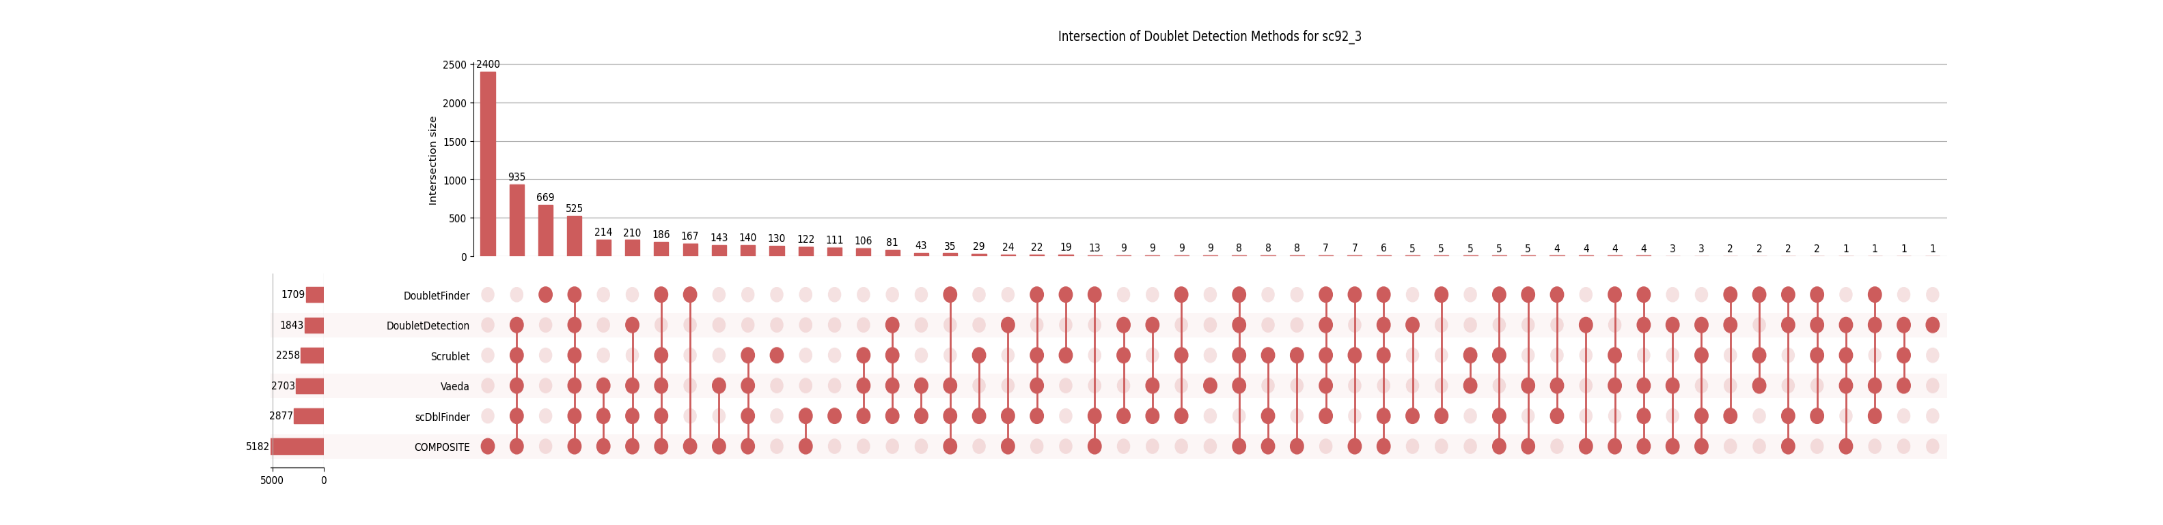 Intersection of Doublet Detection Methods for sc92_3
Intersection size
2500
2000
1500
1000
500
0
2400 935 669 525 214 210 186 167 143 140 130 122 111 106 81 43 35 29 24 22 19 13 9 9 9 9 8 8 8 7 7 6 5 5 5 5 5 4 4 4 4 3 3 2 2 2 2 1 1 1 1
1709 DoubletFinder
1843 DoubletDetection
2258 Scrublet
2703 Vaeda
2877 scDblFinder
5182 COMPOSITE
5000 0